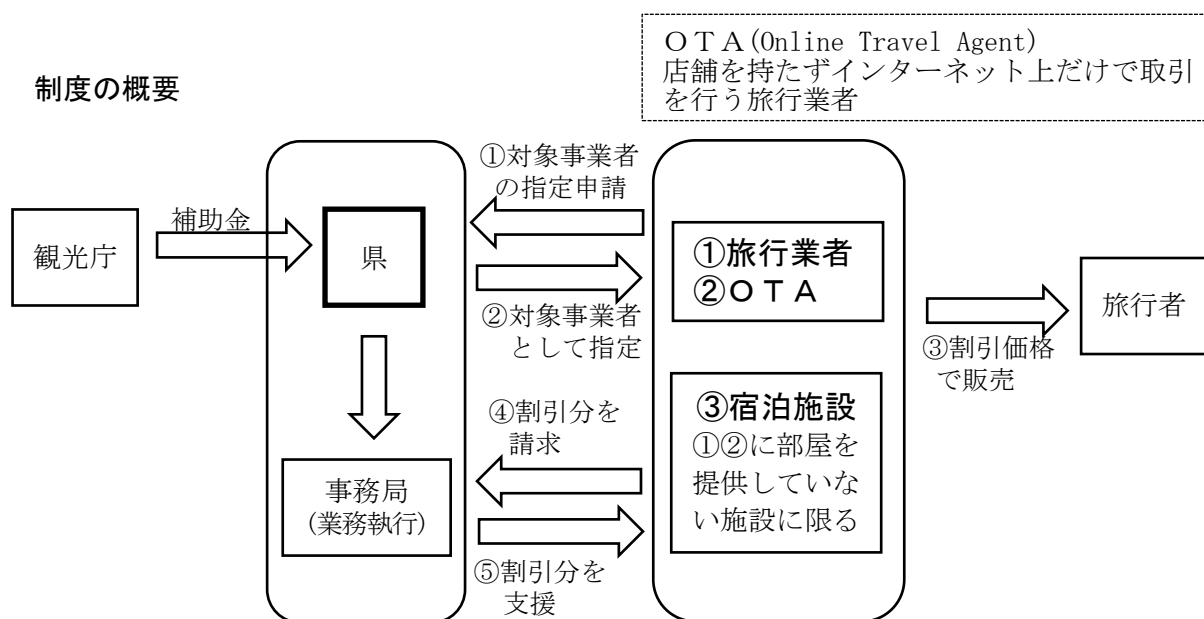 制度の概要
OTA(Online Travel Agent)
店舗を持たずインターネット上だけで取引
を行う旅行業者
観光庁
補助金
県
事務局
(業務執行)
①対象事業者
の指定申請
②対象事業者
として指定
④割引分を
請求
⑤割引分を
支援
①旅行業者
②OTA
③宿泊施設
①②に部屋を
提供していな
い施設に限る
③割引価格
で販売
旅行者